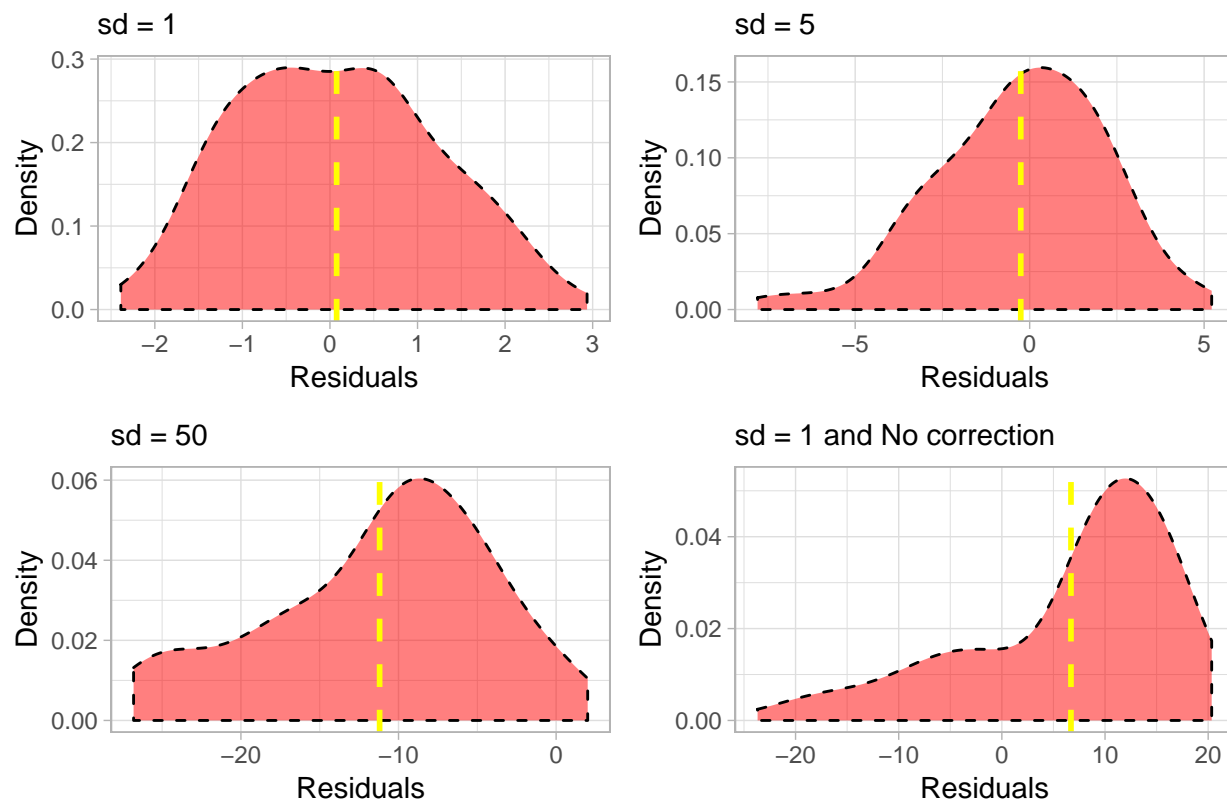 sd = 1
0.3
0.2
0.1
0.0
Density
−2 −1 0 1 2 3
Residuals
sd = 5
0.15
0.10
0.05
0.00
Density
−5 0 5
Residuals
sd = 50
0.06
0.04
0.02
0.00
Density
−20 −10 0
Residuals
sd = 1 and No correction
0.04
0.02
0.00
Density
−20 −10 0 10 20
Residuals